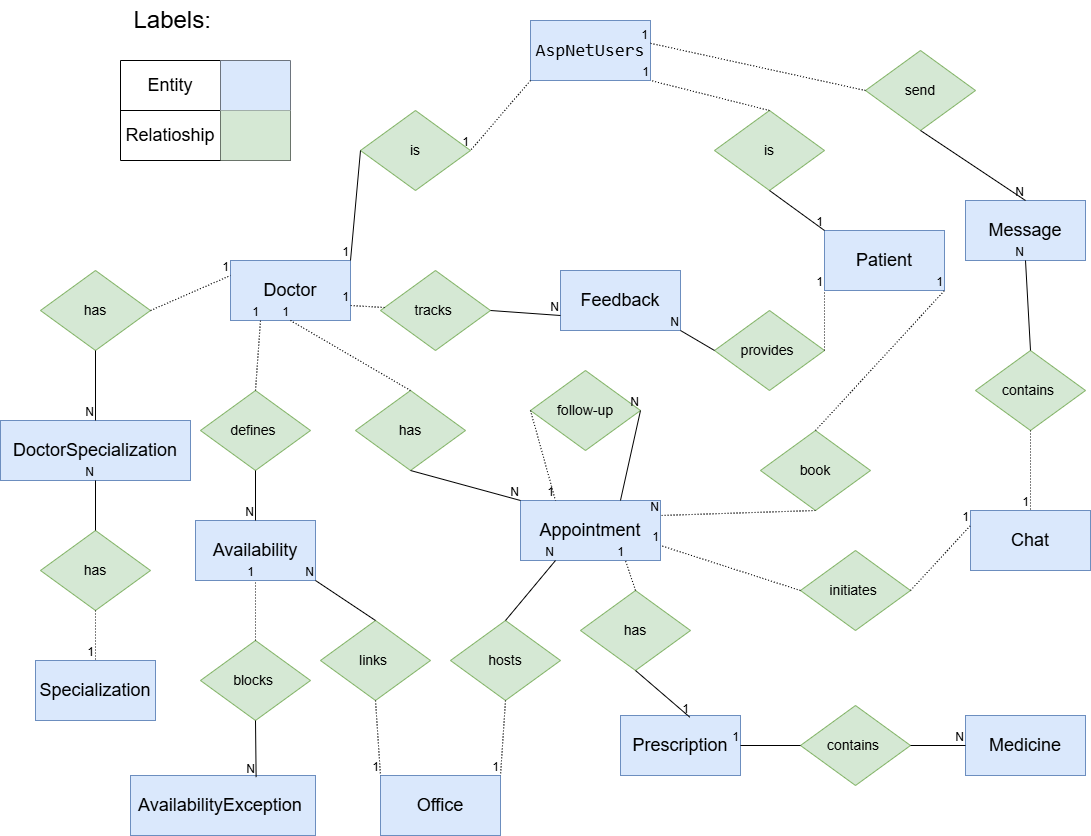 Labels:
Entity
Relatioship
AspNetUsers
1
1
send
is
1
is
N
Message
N
1
Patient
1
1
1
Doctor
1
1
1
1
has
tracks
N
Feedback
N
provides
contains
N
DoctorSpecialization
N
defines
has
follow-up
N
1
book
N
N
Availability
1
N
N
Appointment
N
1
1
N
1
1
Chat
has
initiates
1
Specialization
blocks
links
hosts
has
N
AvailabilityException
1
Office
1
1
Prescription
1
contains
N
Medicine